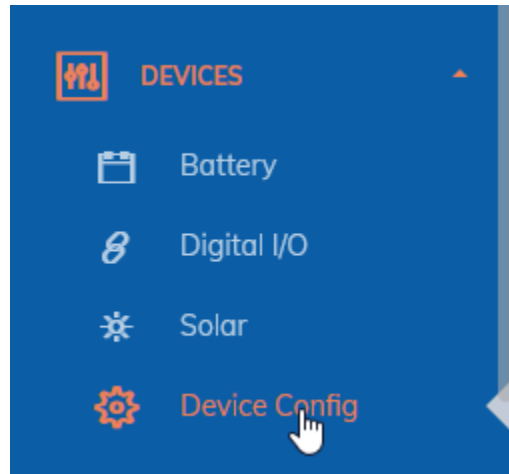 DEVICES
Battery
Digital I/O
Solar
Device Config